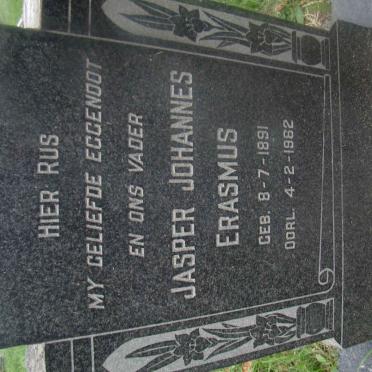 HIER RUS
MY GELIEFDE EGGENOOT
EN ONS VADER
JASPER JOHANNES
ERASMUS
GEB. 8-7-1891
OORL. 4-2-1962